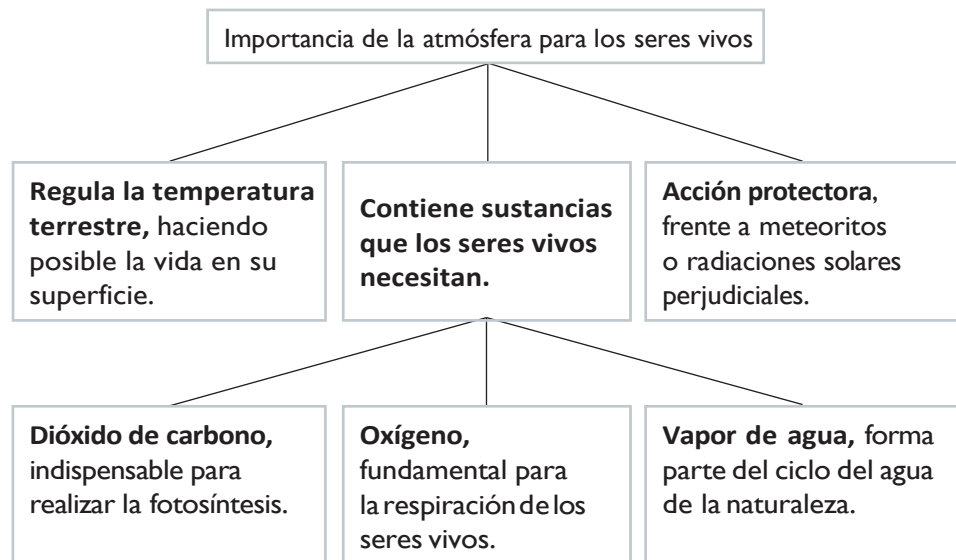 Importancia de la atmósfera para los seres vivos
Regula la temperatura
terrestre, haciendo
posible la vida en su
superficie.
Contiene sustancias
que los seres vivos
necesitan.
Acción protectora,
frente a meteoritos
o radiaciones solares
perjudiciales.
Dióxido de carbono,
indispensable para
realizar la fotosíntesis.
Oxígeno,
fundamental para
la respiración de los
seres vivos.
Vapor de agua, forma
parte del ciclo del agua
de la naturaleza.